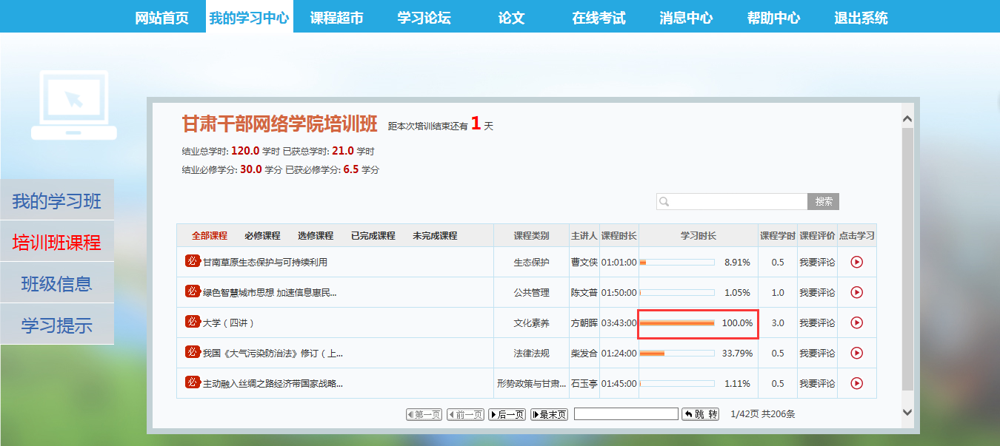 网站首页 我的学习中心 课程超市 学习论坛 论文 在线考试 消息中心 帮助中心 退出系统
甘肃干部网络学院培训班 距本次培训结束还有 1 天
结业总学时: 120.0 学时 已获总学时: 21.0 学时
结业必修学分: 30.0 学分 已获必修学分: 6.5 学分
搜索
我的学习班
培训班课程
班级信息
学习提示
全部课程 必修课程 选修课程 已完成课程 未完成课程 课程类别 主讲人 课程时长 学习时长 课程学时 课程评价 点击学习
必 甘南草原生态保护与可持续利用 生态保护 曹文侠 01:01:00 8.91% 0.5 我要评论
必 绿色智慧城市思想 加速信息惠民... 公共管理 陈文普 01:50:00 1.05% 1.0 我要评论
必 大学（四讲） 文化素养 方朝晖 03:43:00 100.0% 3.0 我要评论
必 我国《大气污染防治法》修订（上... 法律法规 柴发合 01:24:00 33.79% 0.5 我要评论
必 主动融入丝绸之路经济带国家战略... 形势政策与甘肃... 石玉亭 01:45:00 1.11% 0.5 我要评论
第一页 前一页 后一页 最末页 跳 转 1/42页 共206条